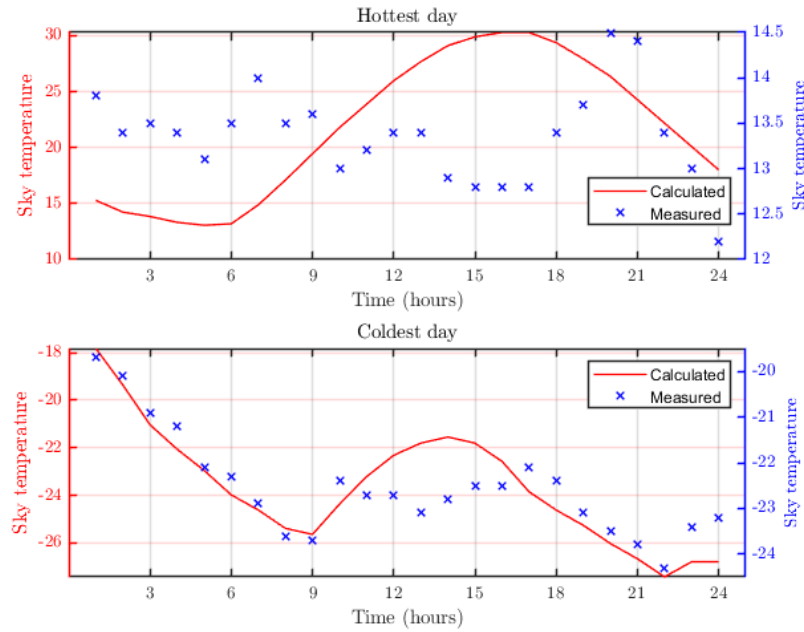 Hottest day
30
25
20
15
10
Sky temperature
14.5
14
13.5
13
12.5
12
Sky temperature
Calculated
Measured
3 6 9 12 15 18 21 24
Time (hours)
Coldest day
-18
-20
-22
-24
-26
Sky temperature
-20
-21
-22
-23
-24
Sky temperature
Calculated
Measured
3 6 9 12 15 18 21 24
Time (hours)